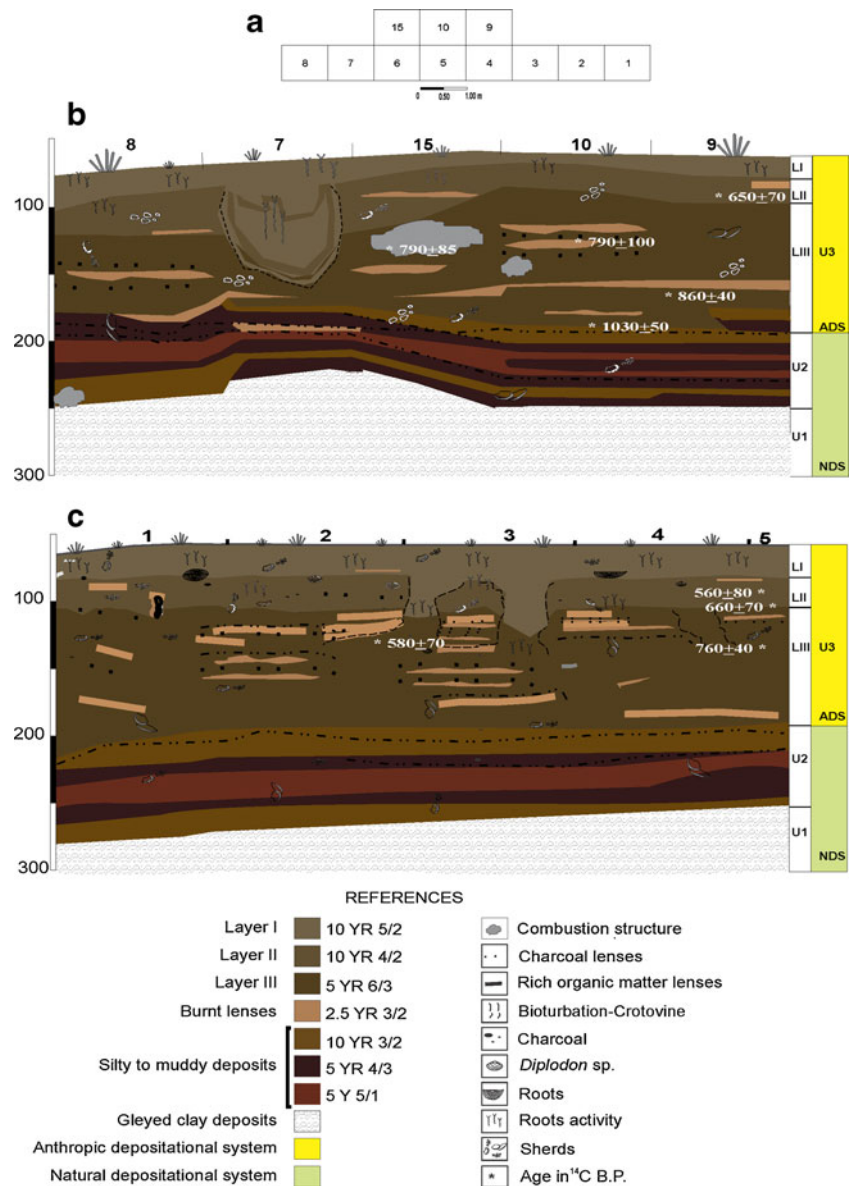 a
15 10 9
8 7 6 5 4 3 2 1
0 0.50 1.00 m
b
8 7 15 10 9
100
200
300
* 650±70
* 790±85
* 790±100
* 860±40
* 1030±50
LI
LII
LIII
U3
ADS
U2
U1
NDS
c
1 2 3 4 5
100
200
300
560±80 *
660±70 *
* 580±70
760±40 *
LI
LII
LIII
U3
ADS
U2
U1
NDS
REFERENCES
Layer I 10 YR 5/2
Layer II 10 YR 4/2
Layer III 5 YR 6/3
Burnt lenses 2.5 YR 3/2
Silty to muddy deposits
10 YR 3/2
5 YR 4/3
5 Y 5/1
Gleyed clay deposits
Anthropic depositational system
Natural depositational system
Combustion structure
Charcoal lenses
Rich organic matter lenses
Bioturbation-Crotovine
Charcoal
Diplodon sp.
Roots
Roots activity
Sherds
* Age in ¹⁴C B.P.